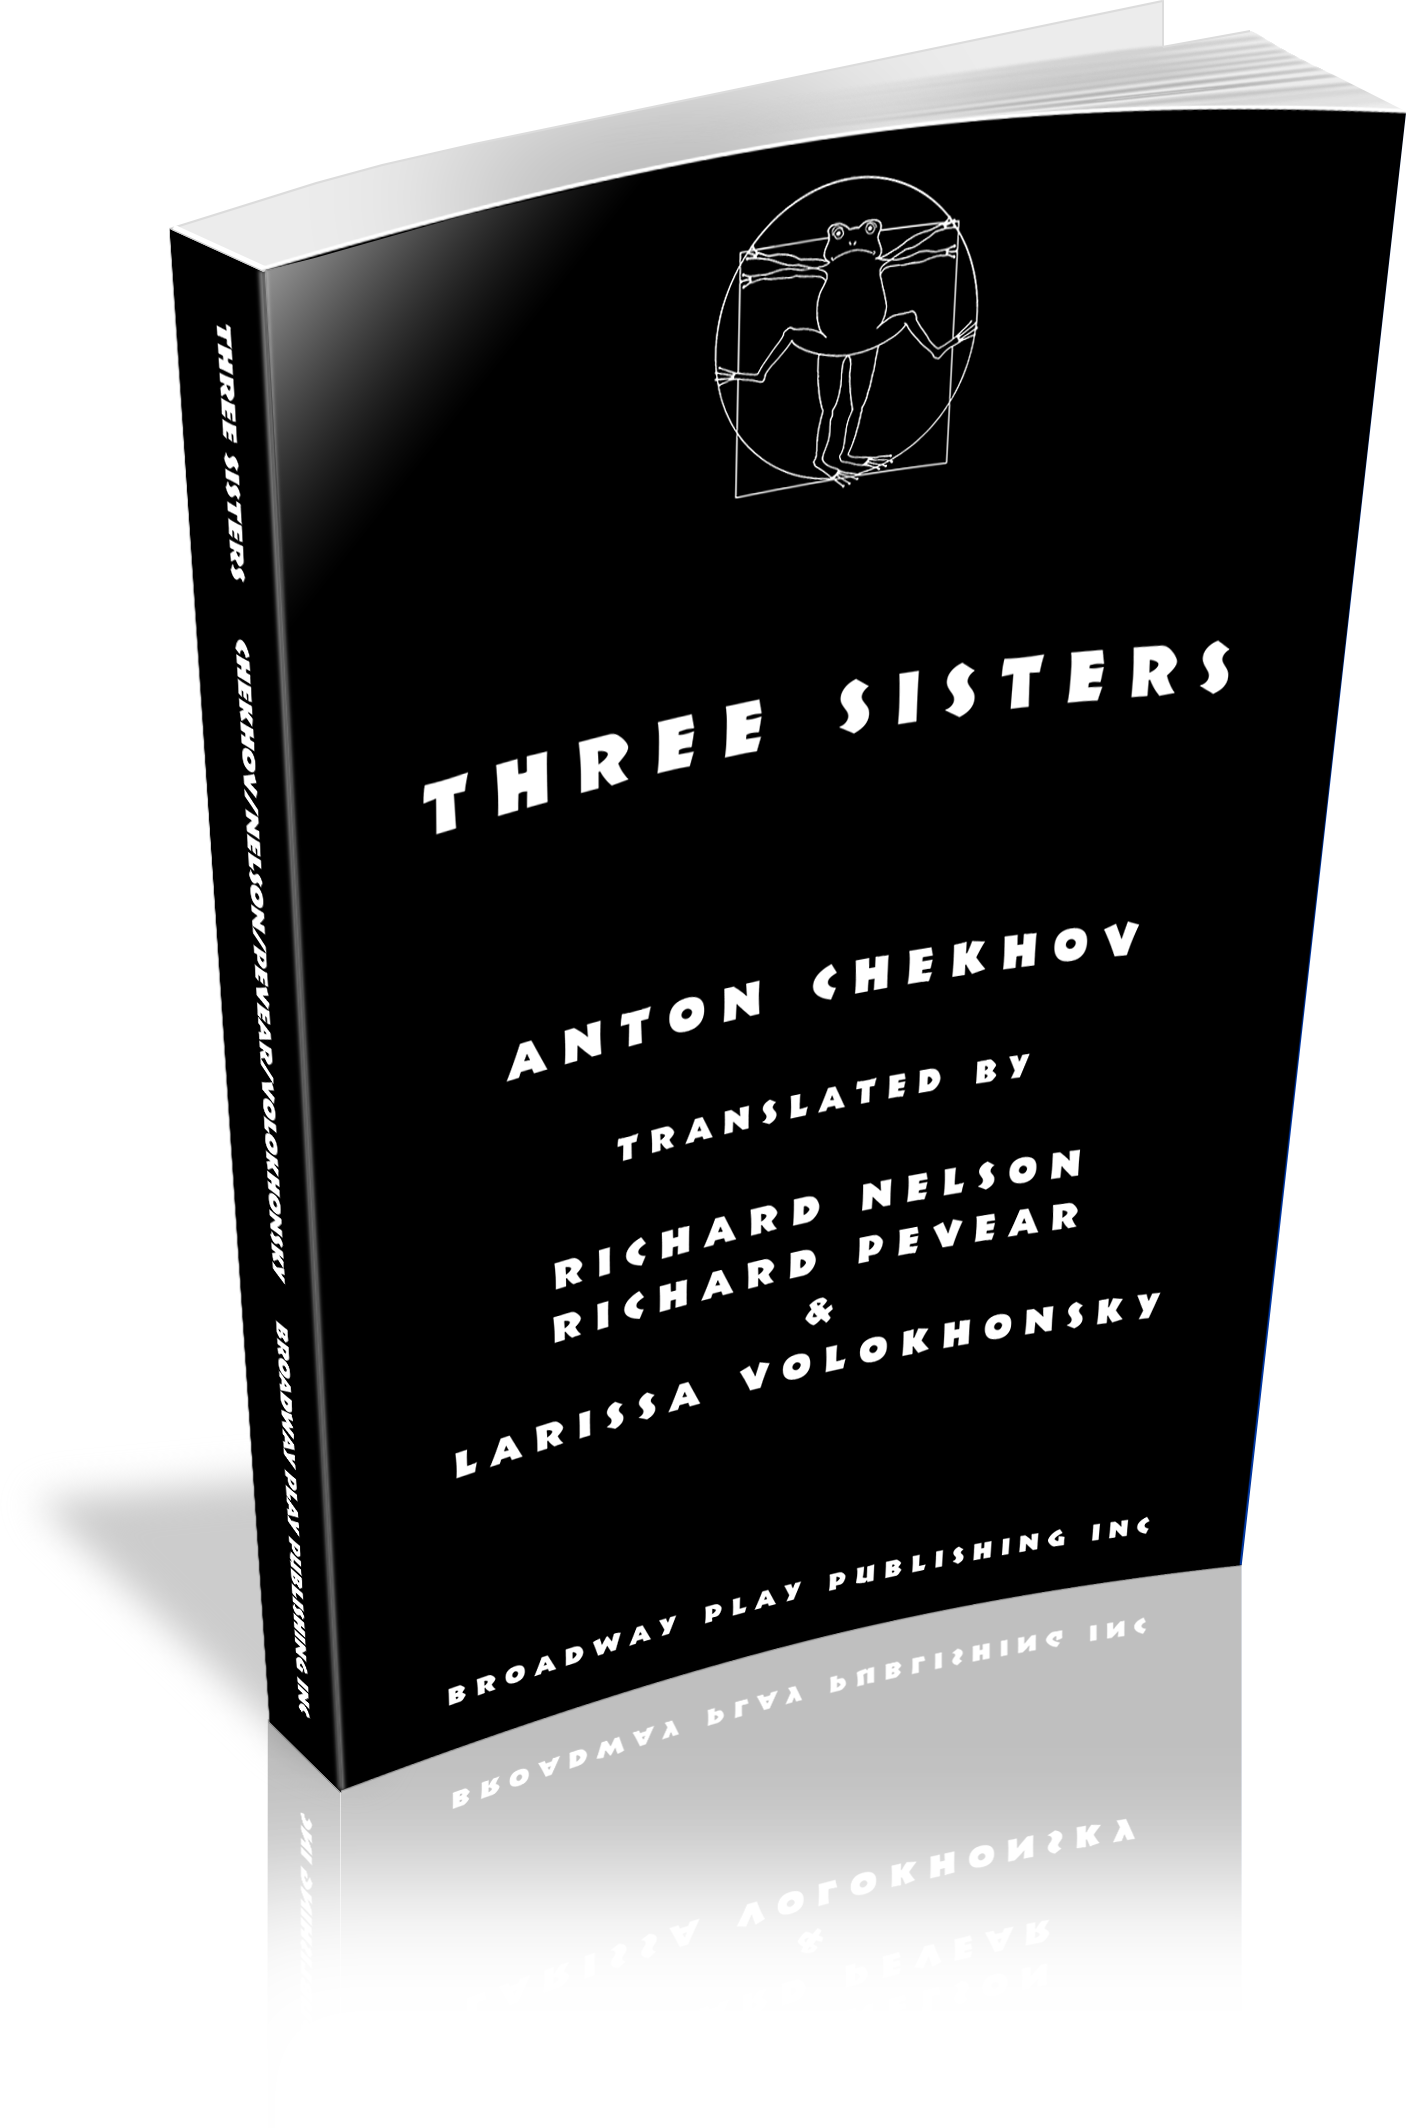 THREE SISTERS CHEKHOV//NELSON/PEVEAR/VOLOKHONSKY BROADWAY PLAY PUBLISHING INC
THREE SISTERS
ANTON CHEKHOV
TRANSLATED BY
RICHARD NELSON
RICHARD PEVEAR
&
LARISSA VOLOKHONSKY
BROADWAY PLAY PUBLISHING INC